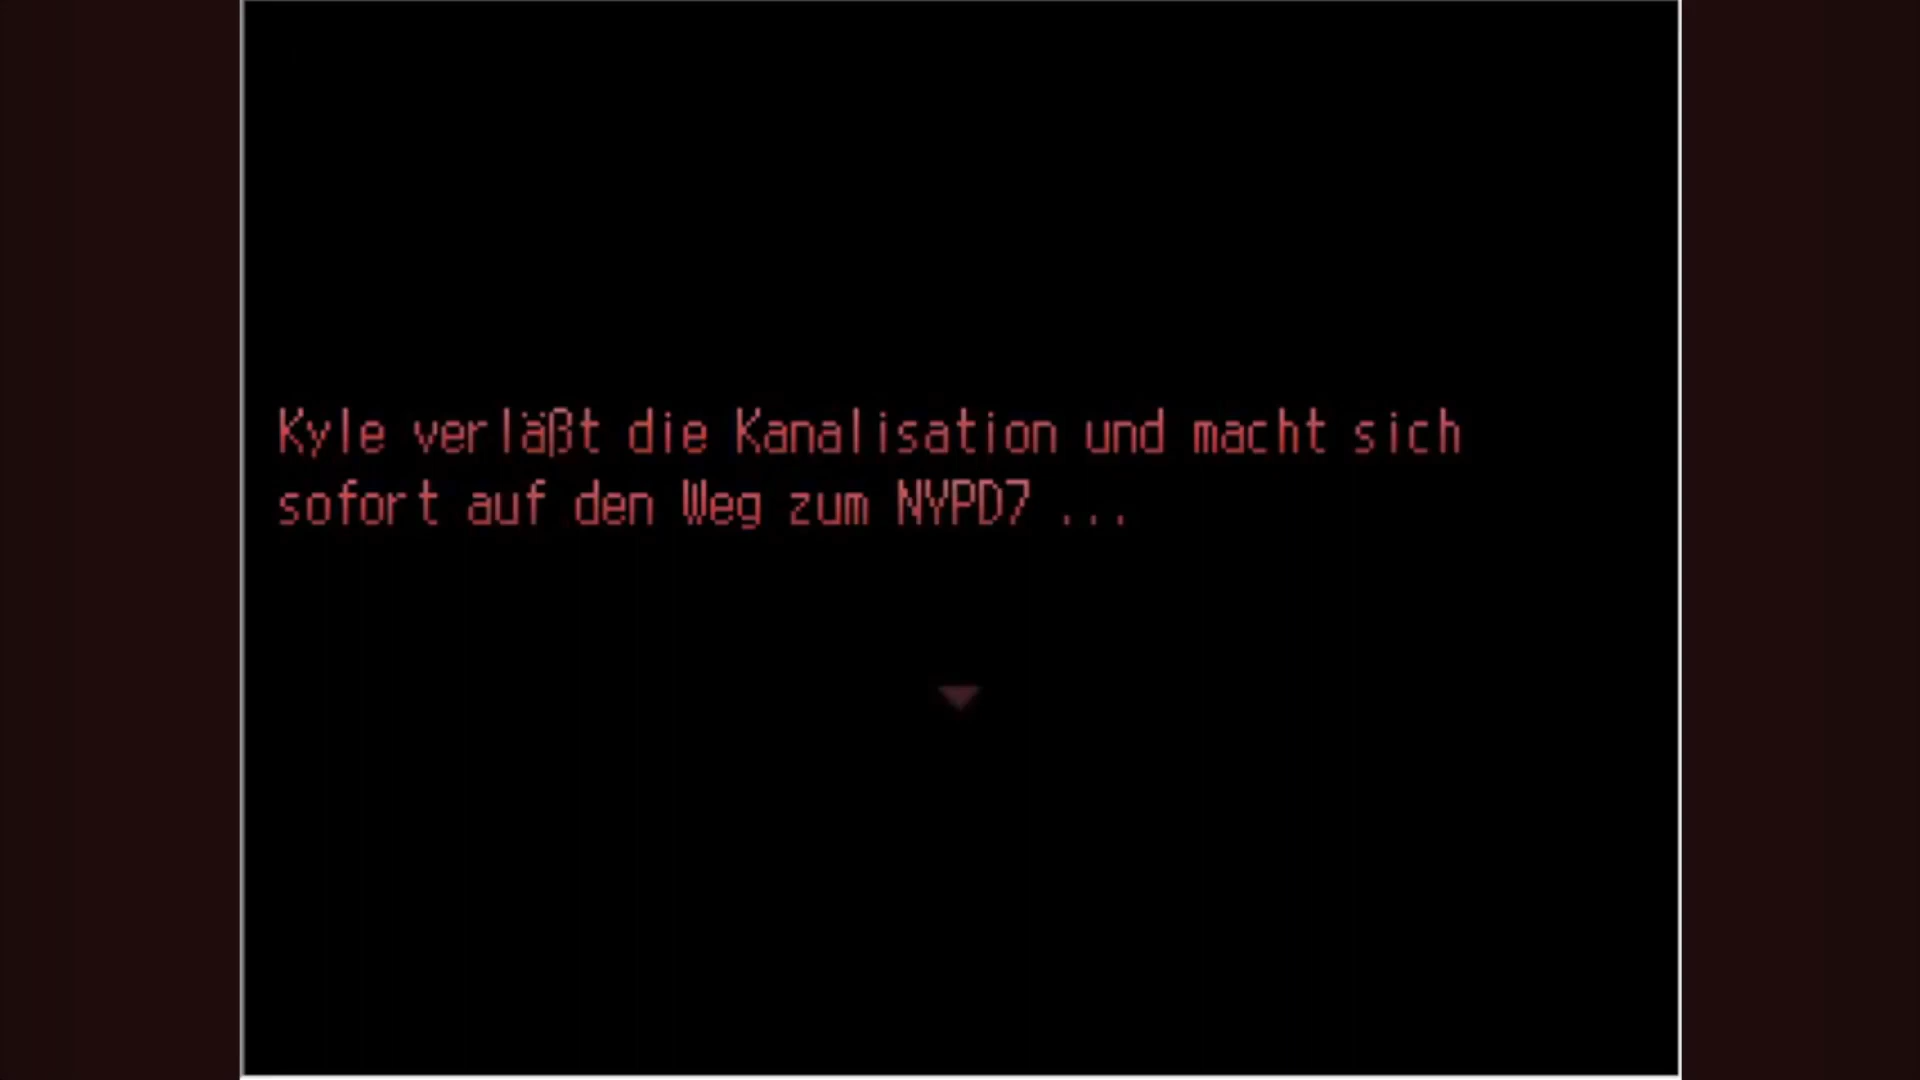 Kyle verläßt die Kanalisation und macht sich
sofort auf den Weg zum NYPD7 ...